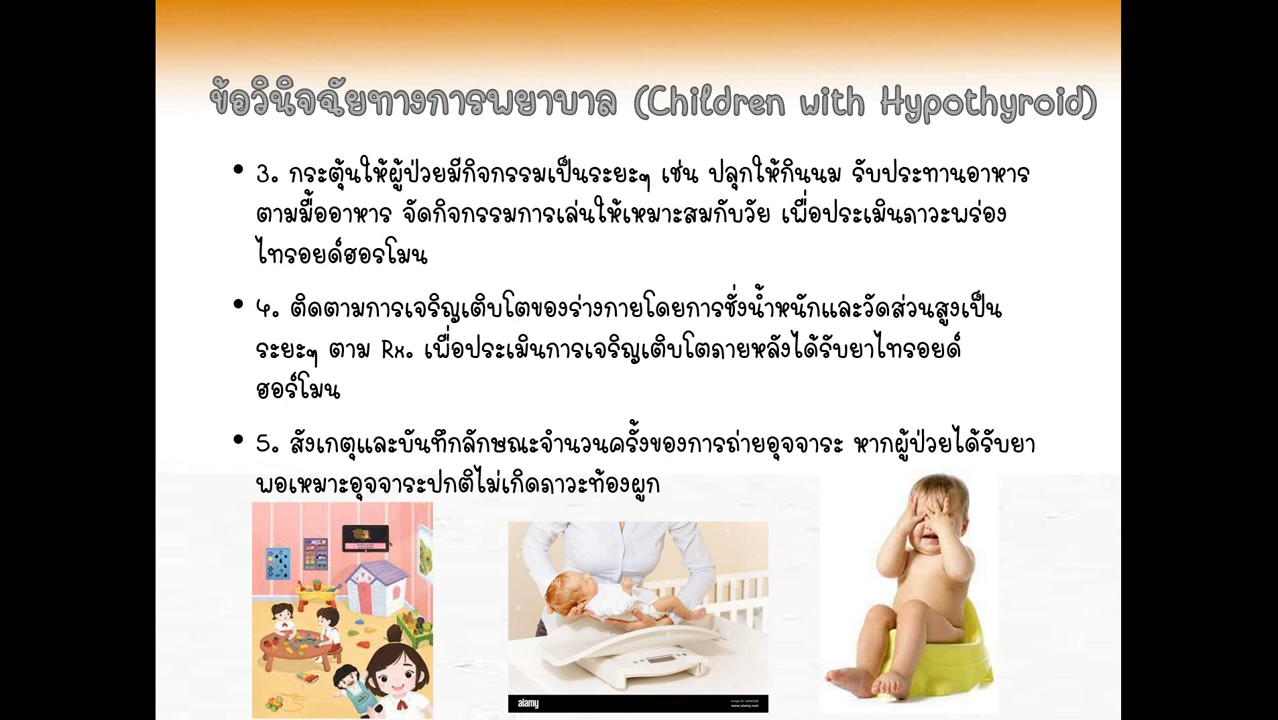 ข้อวินิจฉัยทางการพยาบาล (Children with Hypothyroid)
• 3. กระตุ้นให้ผู้ป่วยมีกิจกรรมเป็นระยะๆ เช่น ปลุกให้กินนม รับประทานอาหาร
ตามมื้ออาหาร จัดกิจกรรมการเล่นให้เหมาะสมกับวัย เพื่อประเมินภาวะพร่อง
ไทรอยด์ฮอรโมน
• 4. ติดตามการเจริญเติบโตของร่างกายโดยการชั่งน้ำหนักและวัดส่วนสูงเป็น
ระยะๆ ตาม Rx. เพื่อประเมินการเจริญเติบโตภายหลังได้รับยาไทรอยด์
ฮอร์โมน
• 5. สังเกตุและบันทึกลักษณะจำนวนครั้งของการถ่ายอุจจาระ หากผู้ป่วยได้รับยา
พอเหมาะอุจจาระปกติไม่เกิดภาวะท้องผูก
alamy
www.alamy.com